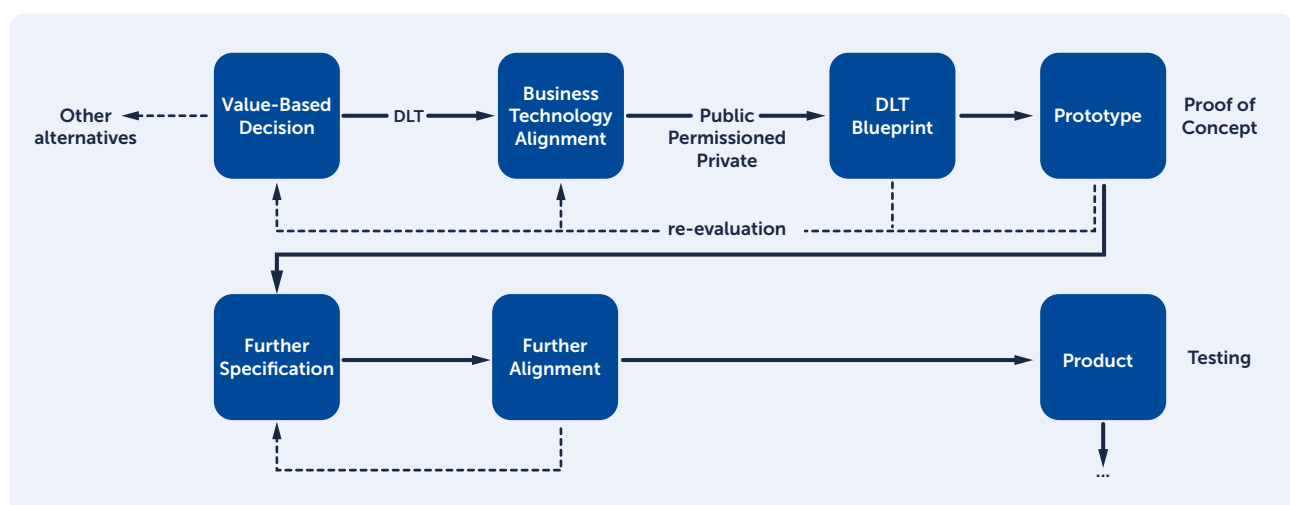 Other
alternatives
Value-Based
Decision
DLT
Business
Technology
Alignment
Public
Permissioned
Private
DLT
Blueprint
Prototype
Proof of
Concept
re-evaluation
Further
Specification
Further
Alignment
Product
Testing
...